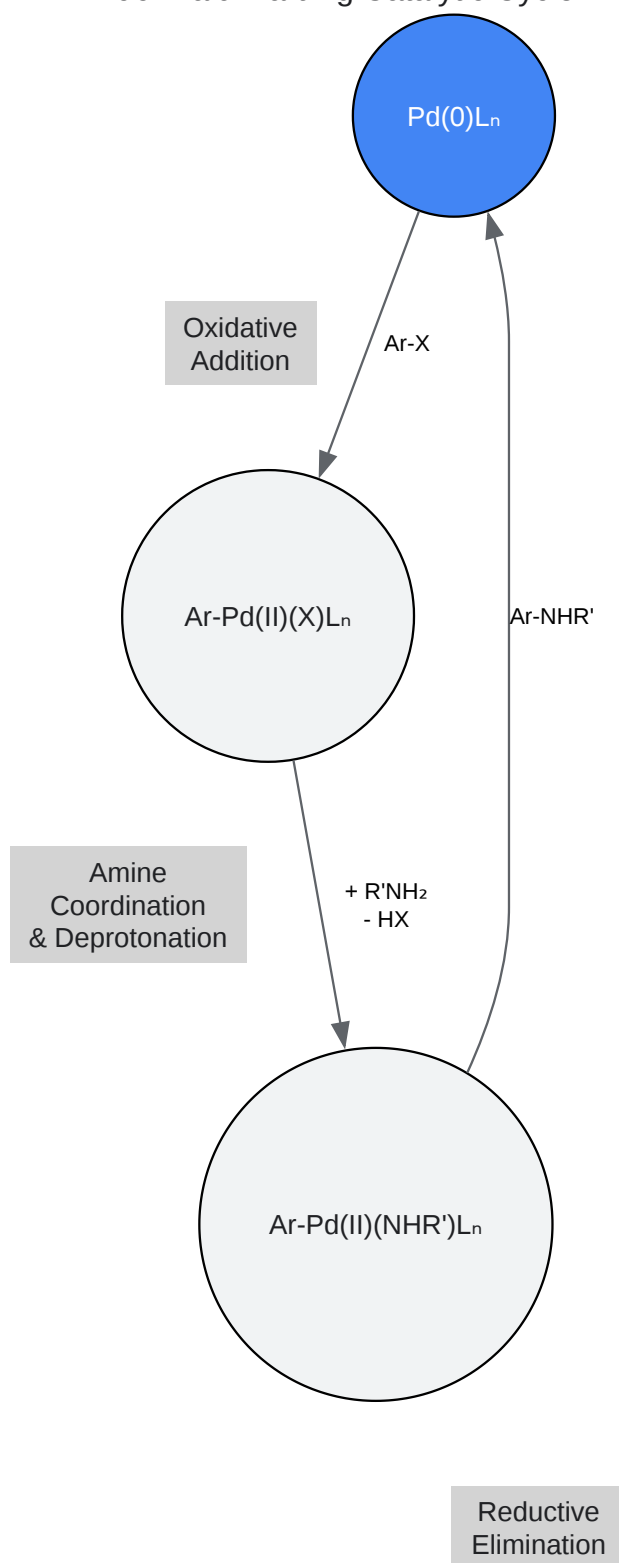 Pd(0)Lₙ
Oxidative
Addition
Ar-X
Ar-Pd(II)(X)Lₙ
Ar-NHR'
Amine
Coordination
& Deprotonation
+ R'NH₂
- HX
Ar-Pd(II)(NHR')Lₙ
Reductive
Elimination